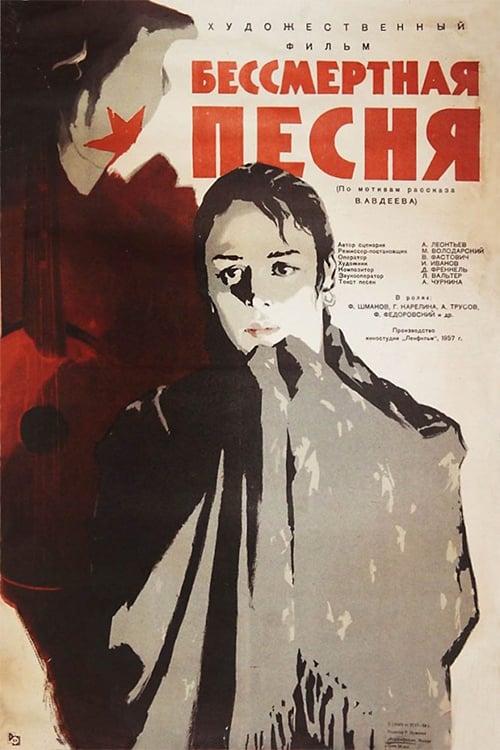 ХУДОЖЕСТВЕННЫЙ
ФИЛЬМ
БЕССМЕРТНАЯ
ПЕСНЯ
(По мотивам рассказа
В. АВДЕЕВА)
Автор сценария А. ЛЕОНТЬЕВ
Режиссер-постановщик М. ВОЛОДАРСКИЙ
Оператор В. ФАСТОВИЧ
Художник И. ИВАНОВ
Композитор Д. ФРЕНКЕЛЬ
Звукооператор Л. ВАЛЬТЕР
Текст песен А. ЧУРКИНА
В ролях:
Ф. ШМАКОВ, Г. КАРЕЛИНА, А. ТРУСОВ,
Ф. ФЕДОРОВСКИЙ и др.
Производство
киностудии „Ленфильм", 1957 г.